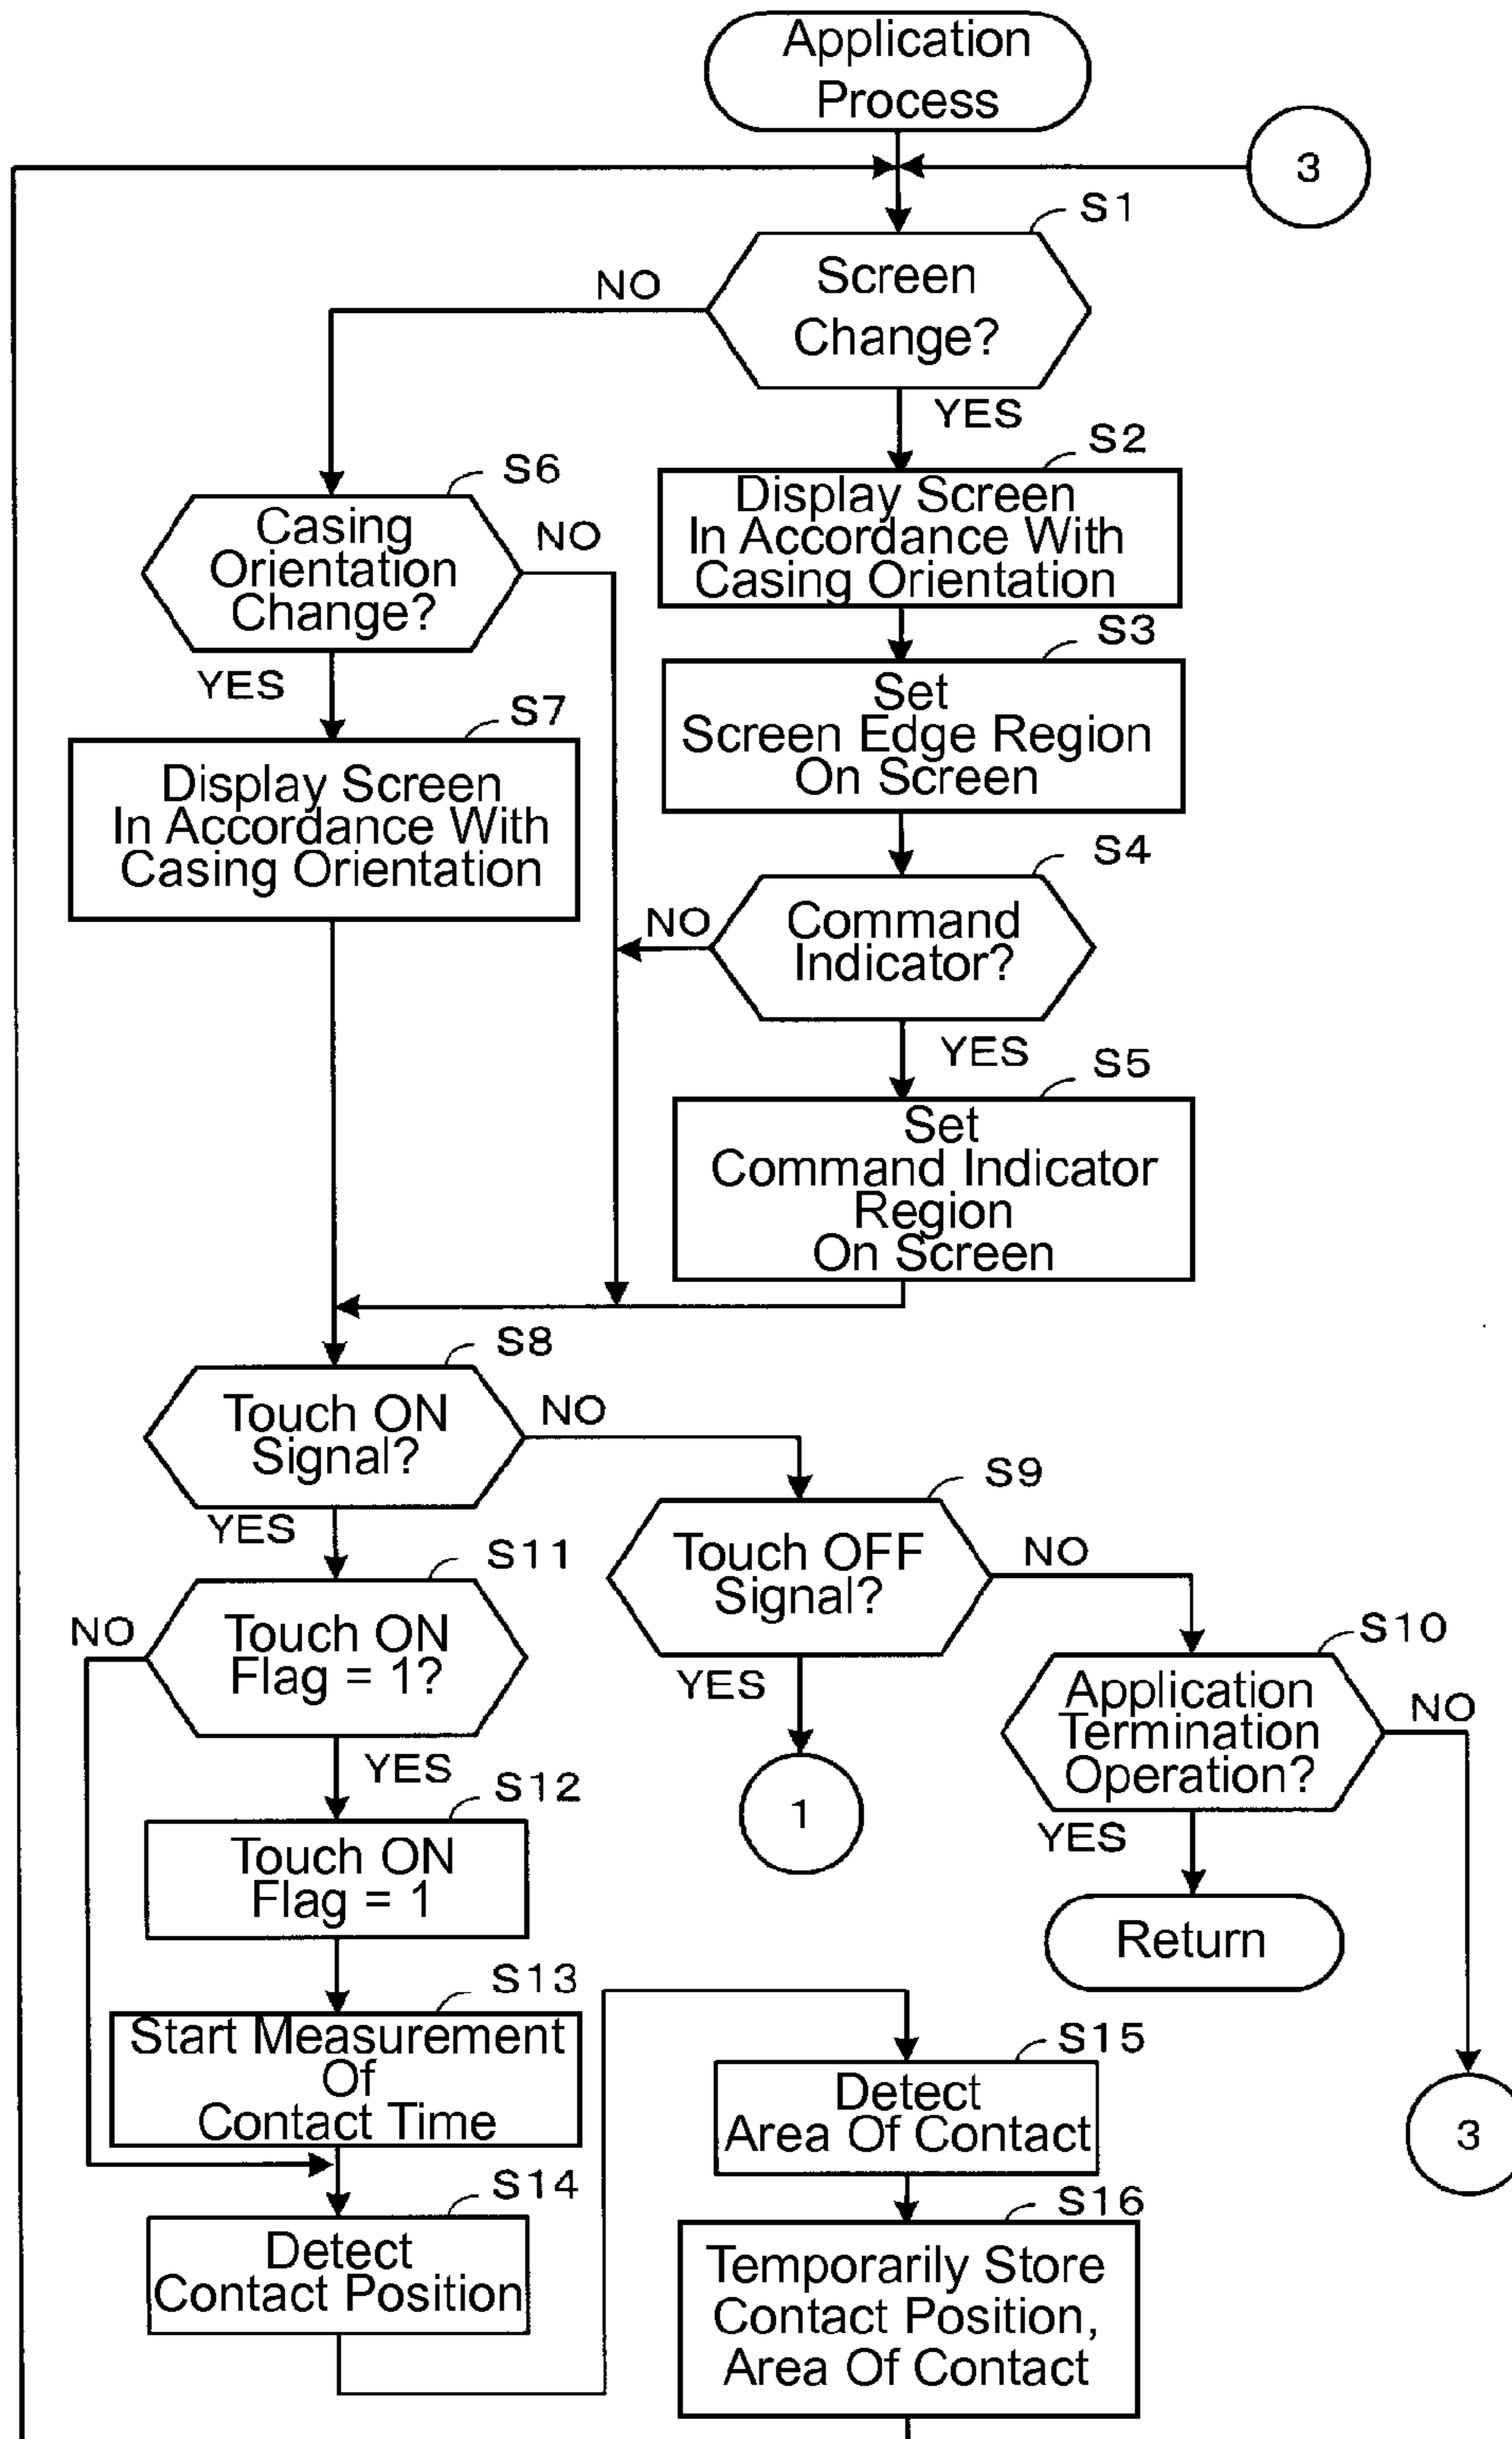 Application
Process
3
S1
Screen
Change?
NO
YES
S2
Display Screen
In Accordance With
Casing Orientation
S6
Casing
Orientation
Change?
NO
YES
S3
Set
Screen Edge Region
On Screen
S7
Display Screen
In Accordance With
Casing Orientation
S4
Command
Indicator?
NO
YES
S5
Set
Command Indicator
Region
On Screen
S8
Touch ON
Signal?
NO
YES
S9
Touch OFF
Signal?
NO
YES
S11
Touch ON
Flag = 1?
NO
YES
S10
Application
Termination
Operation?
NO
YES
1
S12
Touch ON
Flag = 1
Return
S13
Start Measurement
Of
Contact Time
S15
Detect
Area Of Contact
3
S14
Detect
Contact Position
S16
Temporarily Store
Contact Position,
Area Of Contact